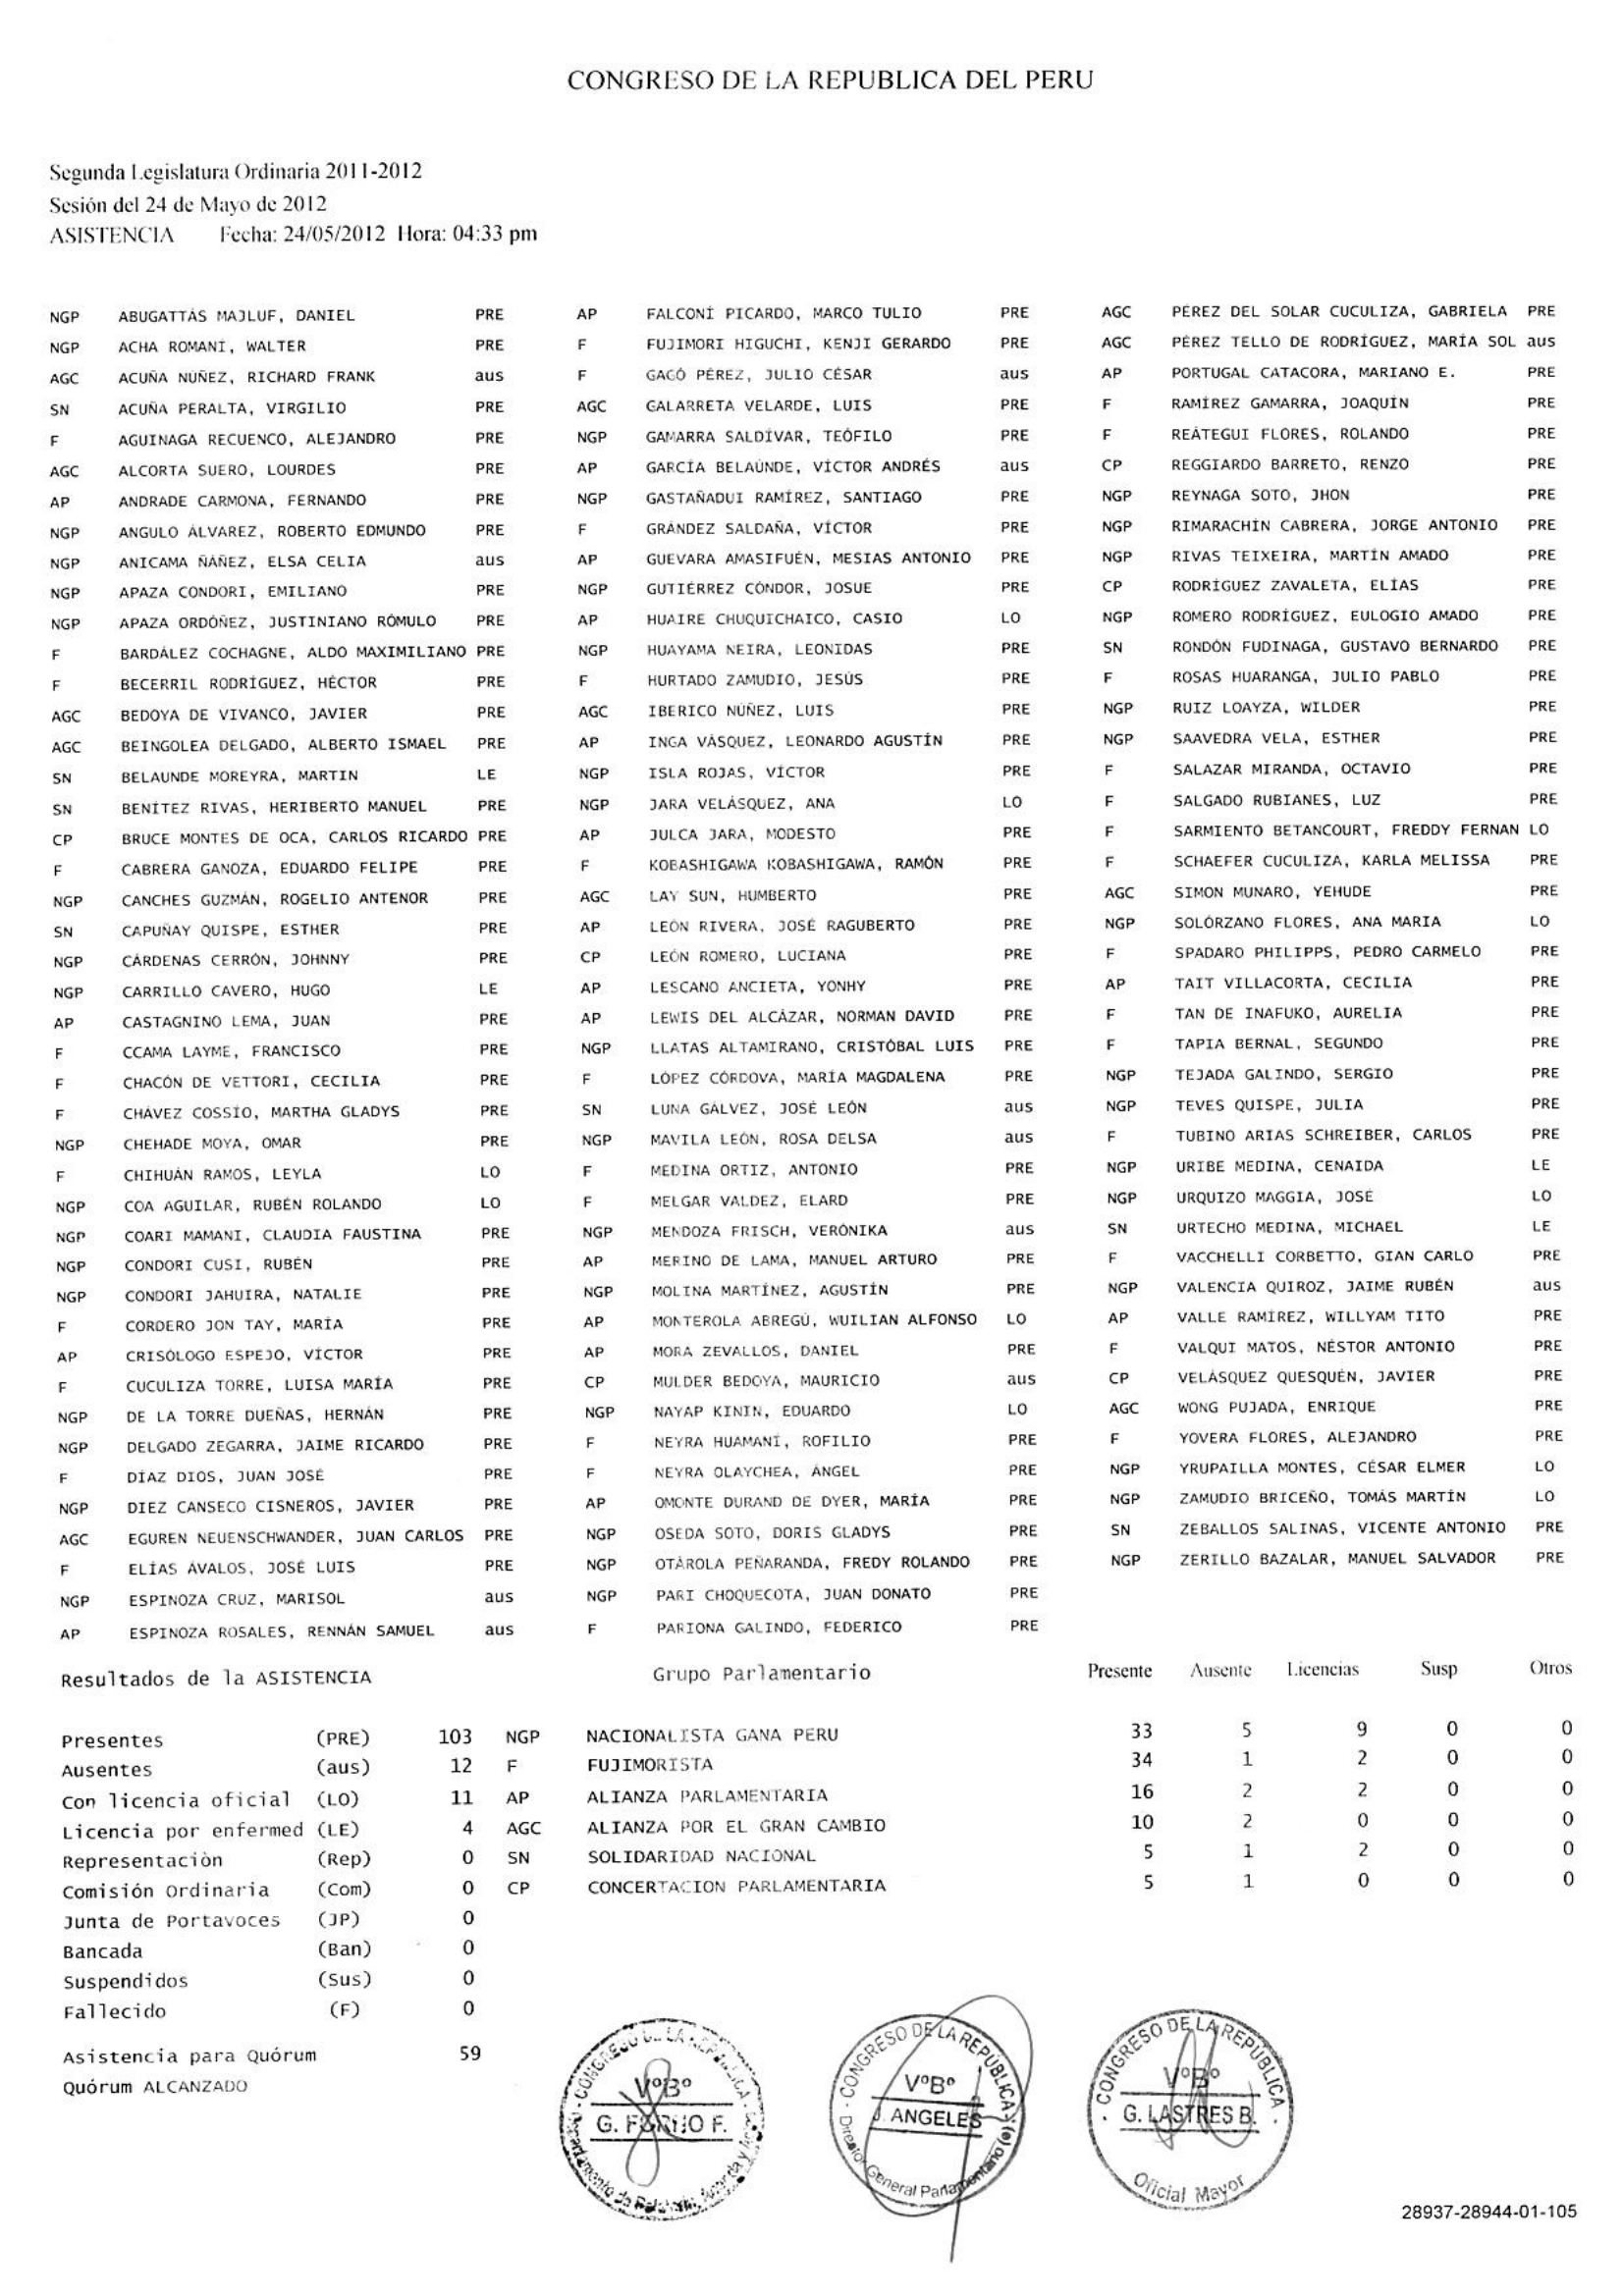 CONGRESO DE LA REPUBLICA DEL PERU
Segunda Legislatura Ordinaria 2011-2012
Sesión del 24 de Mayo de 2012
ASISTENCIA Fecha: 24/05/2012 Hora: 04:33 pm
NGP ABUGATTÁS MAJLUF, DANIEL PRE
NGP ACHA ROMANÍ, WALTER PRE
AGC ACUÑA NÚÑEZ, RICHARD FRANK aus
SN ACUÑA PERALTA, VIRGILIO PRE
F AGUINAGA RECUENCO, ALEJANDRO PRE
AGC ALCORTA SUERO, LOURDES PRE
AP ANDRADE CARMONA, FERNANDO PRE
NGP ANGULO ÁLVAREZ, ROBERTO EDMUNDO PRE
NGP ANICAMA ÑÁÑEZ, ELSA CELIA aus
NGP APAZA CONDORI, EMILIANO PRE
NGP APAZA ORDÓÑEZ, JUSTINIANO RÓMULO PRE
F BARDÁLEZ COCHAGNE, ALDO MAXIMILIANO PRE
F BECERRIL RODRÍGUEZ, HÉCTOR PRE
AGC BEDOYA DE VIVANCO, JAVIER PRE
AGC BEINGOLEA DELGADO, ALBERTO ISMAEL PRE
SN BELAUNDE MOREYRA, MARTIN LE
SN BENÍTEZ RIVAS, HERIBERTO MANUEL PRE
CP BRUCE MONTES DE OCA, CARLOS RICARDO PRE
F CABRERA GANOZA, EDUARDO FELIPE PRE
NGP CANCHES GUZMÁN, ROGELIO ANTENOR PRE
SN CAPUÑAY QUISPE, ESTHER PRE
NGP CÁRDENAS CERRÓN, JOHNNY PRE
NGP CARRILLO CAVERO, HUGO LE
AP CASTAGNINO LEMA, JUAN PRE
F CCAMA LAYME, FRANCISCO PRE
F CHACÓN DE VETTORI, CECILIA PRE
F CHÁVEZ COSSÍO, MARTHA GLADYS PRE
NGP CHEHADE MOYA, OMAR PRE
F CHIHUÁN RAMOS, LEYLA LO
NGP COA AGUILAR, RUBÉN ROLANDO LO
NGP COARI MAMANI, CLAUDIA FAUSTINA PRE
NGP CONDORI CUSI, RUBÉN PRE
NGP CONDORI JAHUIRA, NATALIE PRE
F CORDERO JON TAY, MARÍA PRE
AP CRISÓLOGO ESPEJO, VÍCTOR PRE
F CUCULIZA TORRE, LUISA MARÍA PRE
NGP DE LA TORRE DUEÑAS, HERNÁN PRE
NGP DELGADO ZEGARRA, JAIME RICARDO PRE
F DÍAZ DIOS, JUAN JOSÉ PRE
NGP DIEZ CANSECO CISNEROS, JAVIER PRE
AGC EGUREN NEUENSCHWANDER, JUAN CARLOS PRE
F ELÍAS ÁVALOS, JOSÉ LUIS PRE
NGP ESPINOZA CRUZ, MARISOL aus
AP ESPINOZA ROSALES, RENNÁN SAMUEL aus
AP FALCONÍ PICARDO, MARCO TULIO PRE
F FUJIMORI HIGUCHI, KENJI GERARDO PRE
F GAGÓ PÉREZ, JULIO CÉSAR aus
AGC GALARRETA VELARDE, LUIS PRE
NGP GAMARRA SALDÍVAR, TEÓFILO PRE
AP GARCÍA BELAÚNDE, VÍCTOR ANDRÉS aus
NGP GASTAÑADUI RAMÍREZ, SANTIAGO PRE
F GRÁNDEZ SALDAÑA, VÍCTOR PRE
AP GUEVARA AMASIFUÉN, MESIAS ANTONIO PRE
NGP GUTIÉRREZ CÓNDOR, JOSUE PRE
AP HUAIRE CHUQUICHAICO, CASIO LO
NGP HUAYAMA NEIRA, LEONIDAS PRE
F HURTADO ZAMUDIO, JESÚS PRE
AGC IBERICO NÚÑEZ, LUIS PRE
AP INGA VÁSQUEZ, LEONARDO AGUSTÍN PRE
NGP ISLA ROJAS, VÍCTOR PRE
NGP JARA VELÁSQUEZ, ANA LO
AP JULCA JARA, MODESTO PRE
F KOBASHIGAWA KOBASHIGAWA, RAMÓN PRE
AGC LAY SUN, HUMBERTO PRE
AP LEÓN RIVERA, JOSÉ RAGUBERTO PRE
CP LEÓN ROMERO, LUCIANA PRE
AP LESCANO ANCIETA, YONHY PRE
AP LEWIS DEL ALCÁZAR, NORMAN DAVID PRE
NGP LLATAS ALTAMIRANO, CRISTÓBAL LUIS PRE
F LÓPEZ CÓRDOVA, MARÍA MAGDALENA PRE
SN LUNA GÁLVEZ, JOSÉ LEÓN aus
NGP MAVILA LEÓN, ROSA DELSA aus
F MEDINA ORTIZ, ANTONIO PRE
F MELGAR VALDEZ, ELARD PRE
NGP MENDOZA FRISCH, VERÓNIKA aus
AP MERINO DE LAMA, MANUEL ARTURO PRE
NGP MOLINA MARTÍNEZ, AGUSTÍN PRE
AP MONTEROLA ABREGÚ, WUILIAN ALFONSO LO
AP MORA ZEVALLOS, DANIEL PRE
CP MULDER BEDOYA, MAURICIO aus
NGP NAYAP KININ, EDUARDO LO
F NEYRA HUAMANÍ, ROFILIO PRE
F NEYRA OLAYCHEA, ÁNGEL PRE
AP OMONTE DURAND DE DYER, MARÍA PRE
NGP OSEDA SOTO, DORIS GLADYS PRE
NGP OTÁROLA PEÑARANDA, FREDY ROLANDO PRE
NGP PARI CHOQUECOTA, JUAN DONATO PRE
F PARIONA GALINDO, FEDERICO PRE
AGC PÉREZ DEL SOLAR CUCULIZA, GABRIELA PRE
AGC PÉREZ TELLO DE RODRÍGUEZ, MARÍA SOL aus
AP PORTUGAL CATACORA, MARIANO E. PRE
F RAMÍREZ GAMARRA, JOAQUÍN PRE
F REÁTEGUI FLORES, ROLANDO PRE
CP REGGIARDO BARRETO, RENZO PRE
NGP REYNAGA SOTO, JHON PRE
NGP RIMARACHÍN CABRERA, JORGE ANTONIO PRE
NGP RIVAS TEIXEIRA, MARTÍN AMADO PRE
CP RODRÍGUEZ ZAVALETA, ELÍAS PRE
NGP ROMERO RODRÍGUEZ, EULOGIO AMADO PRE
SN RONDÓN FUDINAGA, GUSTAVO BERNARDO PRE
F ROSAS HUARANGA, JULIO PABLO PRE
NGP RUIZ LOAYZA, WILDER PRE
NGP SAAVEDRA VELA, ESTHER PRE
F SALAZAR MIRANDA, OCTAVIO PRE
F SALGADO RUBIANES, LUZ PRE
F SARMIENTO BETANCOURT, FREDDY FERNAN LO
F SCHAEFER CUCULIZA, KARLA MELISSA PRE
AGC SIMON MUNARO, YEHUDE PRE
NGP SOLÓRZANO FLORES, ANA MARIA LO
F SPADARO PHILIPPS, PEDRO CARMELO PRE
AP TAIT VILLACORTA, CECILIA PRE
F TAN DE INAFUKO, AURELIA PRE
F TAPIA BERNAL, SEGUNDO PRE
NGP TEJADA GALINDO, SERGIO PRE
NGP TEVES QUISPE, JULIA PRE
F TUBINO ARIAS SCHREIBER, CARLOS PRE
NGP URIBE MEDINA, CENAIDA LE
NGP URQUIZO MAGGIA, JOSÉ LO
SN URTECHO MEDINA, MICHAEL LE
F VACCHELLI CORBETTO, GIAN CARLO PRE
NGP VALENCIA QUIROZ, JAIME RUBÉN aus
AP VALLE RAMÍREZ, WILLYAM TITO PRE
F VALQUI MATOS, NÉSTOR ANTONIO PRE
CP VELÁSQUEZ QUESQUÉN, JAVIER PRE
AGC WONG PUJADA, ENRIQUE PRE
F YOVERA FLORES, ALEJANDRO PRE
NGP YRUPAILLA MONTES, CÉSAR ELMER LO
NGP ZAMUDIO BRICEÑO, TOMÁS MARTÍN LO
SN ZEBALLOS SALINAS, VICENTE ANTONIO PRE
NGP ZERILLO BAZALAR, MANUEL SALVADOR PRE
Resultados de la ASISTENCIA
Presentes (PRE) 103
Ausentes (aus) 12
Con licencia oficial (LO) 11
Licencia por enfermed (LE) 4
Representación (Rep) 0
Comisión Ordinaria (Com) 0
Junta de Portavoces (JP) 0
Bancada (Ban) 0
Suspendidos (Sus) 0
Fallecido (F) 0
Asistencia para Quórum 59
Quórum ALCANZADO
Grupo Parlamentario Presente Ausente Licencias Susp Otros
NGP NACIONALISTA GANA PERU 33 5 9 0 0
F FUJIMORISTA 34 1 2 0 0
AP ALIANZA PARLAMENTARIA 16 2 2 0 0
AGC ALIANZA POR EL GRAN CAMBIO 10 2 0 0 0
SN SOLIDARIDAD NACIONAL 5 1 2 0 0
CP CONCERTACION PARLAMENTARIA 5 1 0 0 0
CONGRESO DE LA REPUBLICA
VºBº
CONGRESO DE LA REPUBLICA
VºBº
J. ANGELES
Director General Parlamentario (e)
CONGRESO DE LA REPUBLICA
VºBº
G. LASTRES B.
Oficial Mayor
28937-28944-01-105